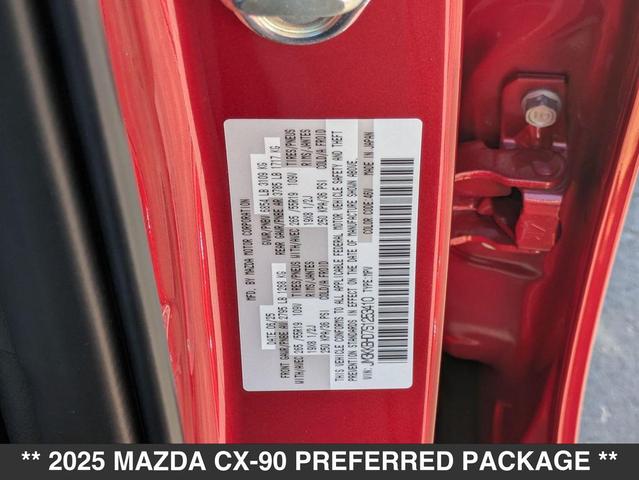 MFD. BY MAZDA MOTOR CORPORATION
DATE: 06/25 GVWR/PNBV: 6854 LB 3109 KG
FRONT GAWR/PNBE AV 2795 LB 1268 KG REAR GAWR/PNBE AR 3785 LB 1717 KG
WITH/AVEC 265 /55R19 109V TIRES/PNEUS WITH/AVEC 265 /55R19 109V TIRES/PNEUS
19X8 1/2J RIMS/JANTES 19X8 1/2J RIMS/JANTES
250 KPA/36 PSI COLD/A FROID 250 KPA/36 PSI COLD/A FROID
THIS VEHICLE CONFORMS TO ALL APPLICABLE FEDERAL MOTOR VEHICLE SAFETY AND THEFT
PREVENTION STANDARDS IN EFFECT ON THE DATE OF MANUFACTURE SHOWN ABOVE.
VIN: TYPE: MPV COLOR CODE: 46V MADE IN JAPAN
** 2025 MAZDA CX-90 PREFERRED PACKAGE **